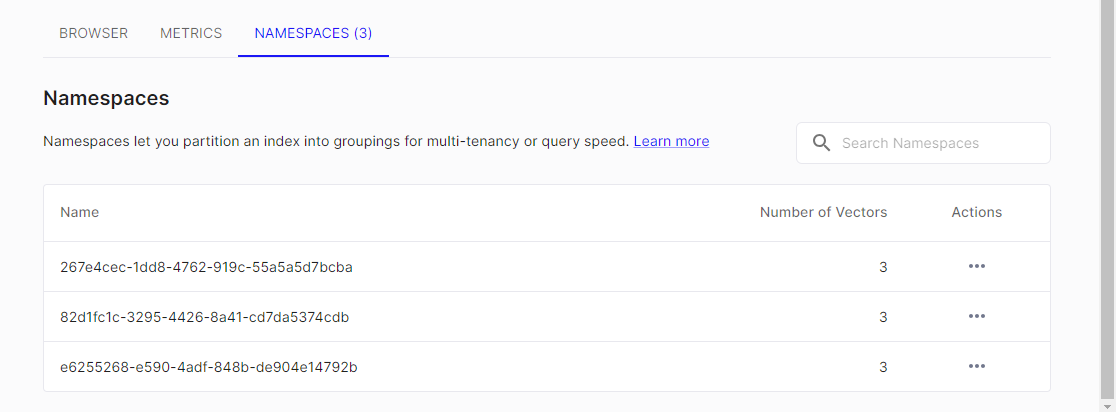 BROWSER METRICS NAMESPACES (3)
Namespaces
Namespaces let you partition an index into groupings for multi-tenancy or query speed. Learn more
Search Namespaces
Name Number of Vectors Actions
267e4cec-1dd8-4762-919c-55a5a5d7bcba 3
82d1fc1c-3295-4426-8a41-cd7da5374cdb 3
e6255268-e590-4adf-848b-de904e14792b 3